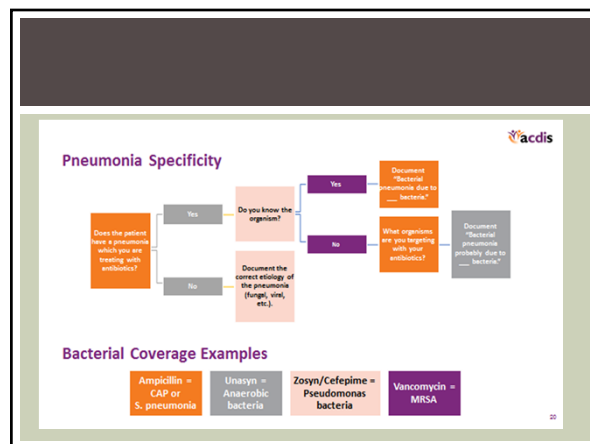 acdis
Pneumonia Specificity
Does the patient
have a pneumonia
which you are
treating with
antibiotics?
Yes
No
Do you know the
organism?
Document the
correct etiology of
the pneumonia
(fungal, viral,
etc.).
Yes
No
Document
"Bacterial
pneumonia due to
___ bacteria."
What organisms
are you targeting
with your
antibiotics?
Document
"Bacterial
pneumonia
probably due to
___ bacteria."
Bacterial Coverage Examples
Ampicillin =
CAP or
S. pneumonia
Unasyn =
Anaerobic
bacteria
Zosyn/Cefepime =
Pseudomonas
bacteria
Vancomycin =
MRSA
20